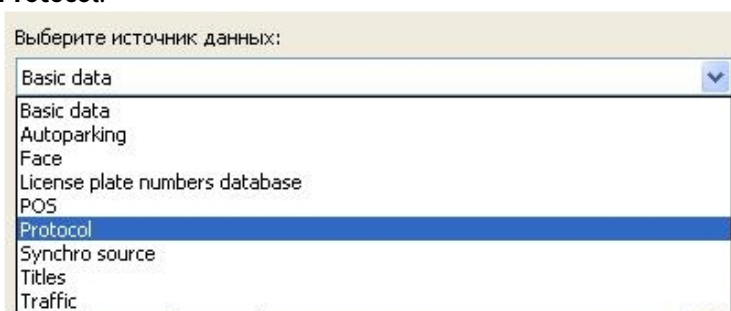 Protocol.
Выберите источник данных:
Basic data
Basic data
Autoparking
Face
License plate numbers database
POS
Protocol
Synchro source
Titles
Traffic